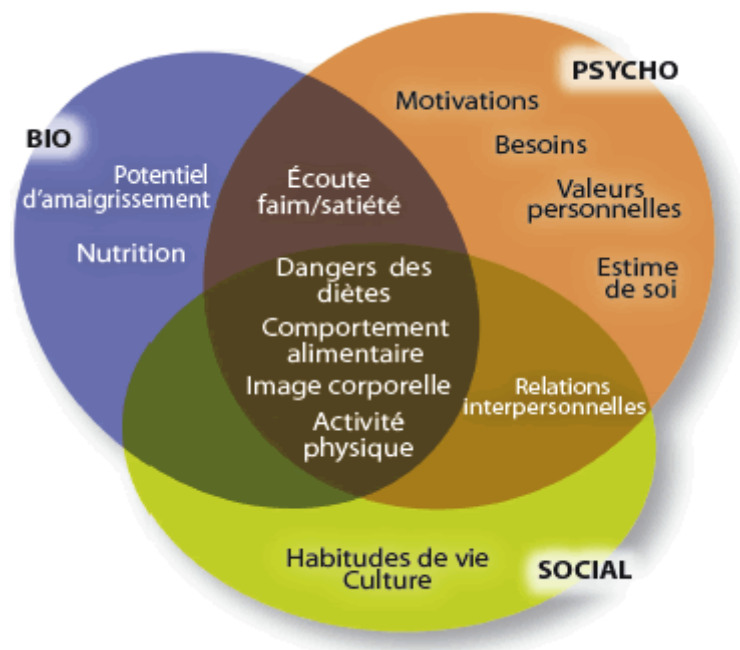 PSYCHO
Motivations
BIO
Besoins
Potentiel
d'amaigrissement
Écoute
faim/satiété
Valeurs
personnelles
Nutrition
Dangers des
diètes
Estime
de soi
Comportement
alimentaire
Image corporelle
Relations
interpersonnelles
Activité
physique
Habitudes de vie
Culture
SOCIAL